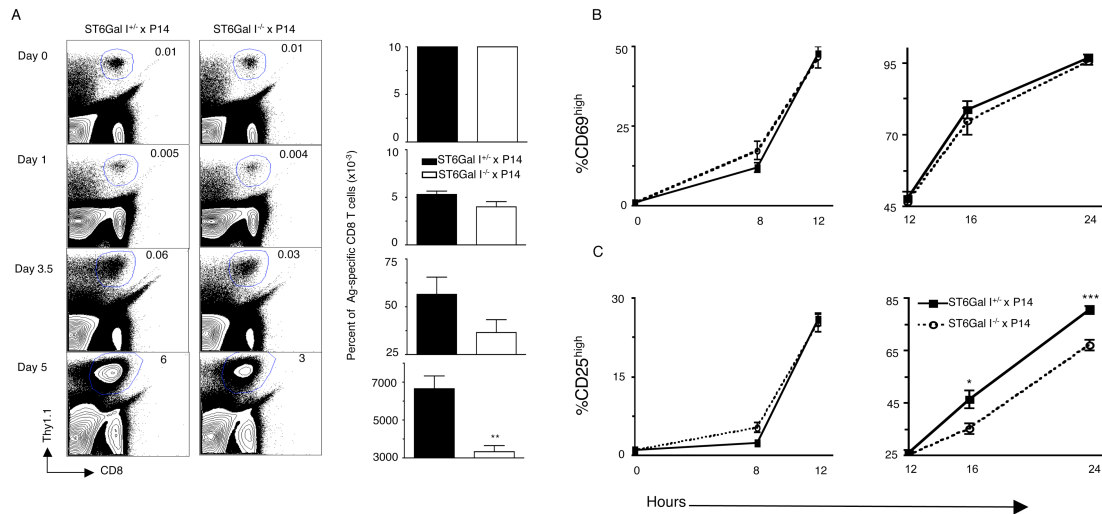 A
ST6Gal I+/- x P14
ST6Gal I-/- x P14
Day 0
0.01
0.01
Day 1
0.005
0.004
Day 3.5
0.06
0.03
Day 5
6
3
Thy1.1
CD8
Percent of Ag-specific CD8 T cells (x10-3)
10
5
0
ST6Gal I+/- x P14
ST6Gal I-/- x P14
10
5
0
75
50
25
7000
6000
5000
4000
3000
**
B
%CD69high
50
25
0
0
8
12
95
70
45
12
16
24
C
%CD25high
30
15
0
0
8
12
85
65
45
25
12
16
24
ST6Gal I+/- x P14
ST6Gal I-/- x P14
*
***
Hours